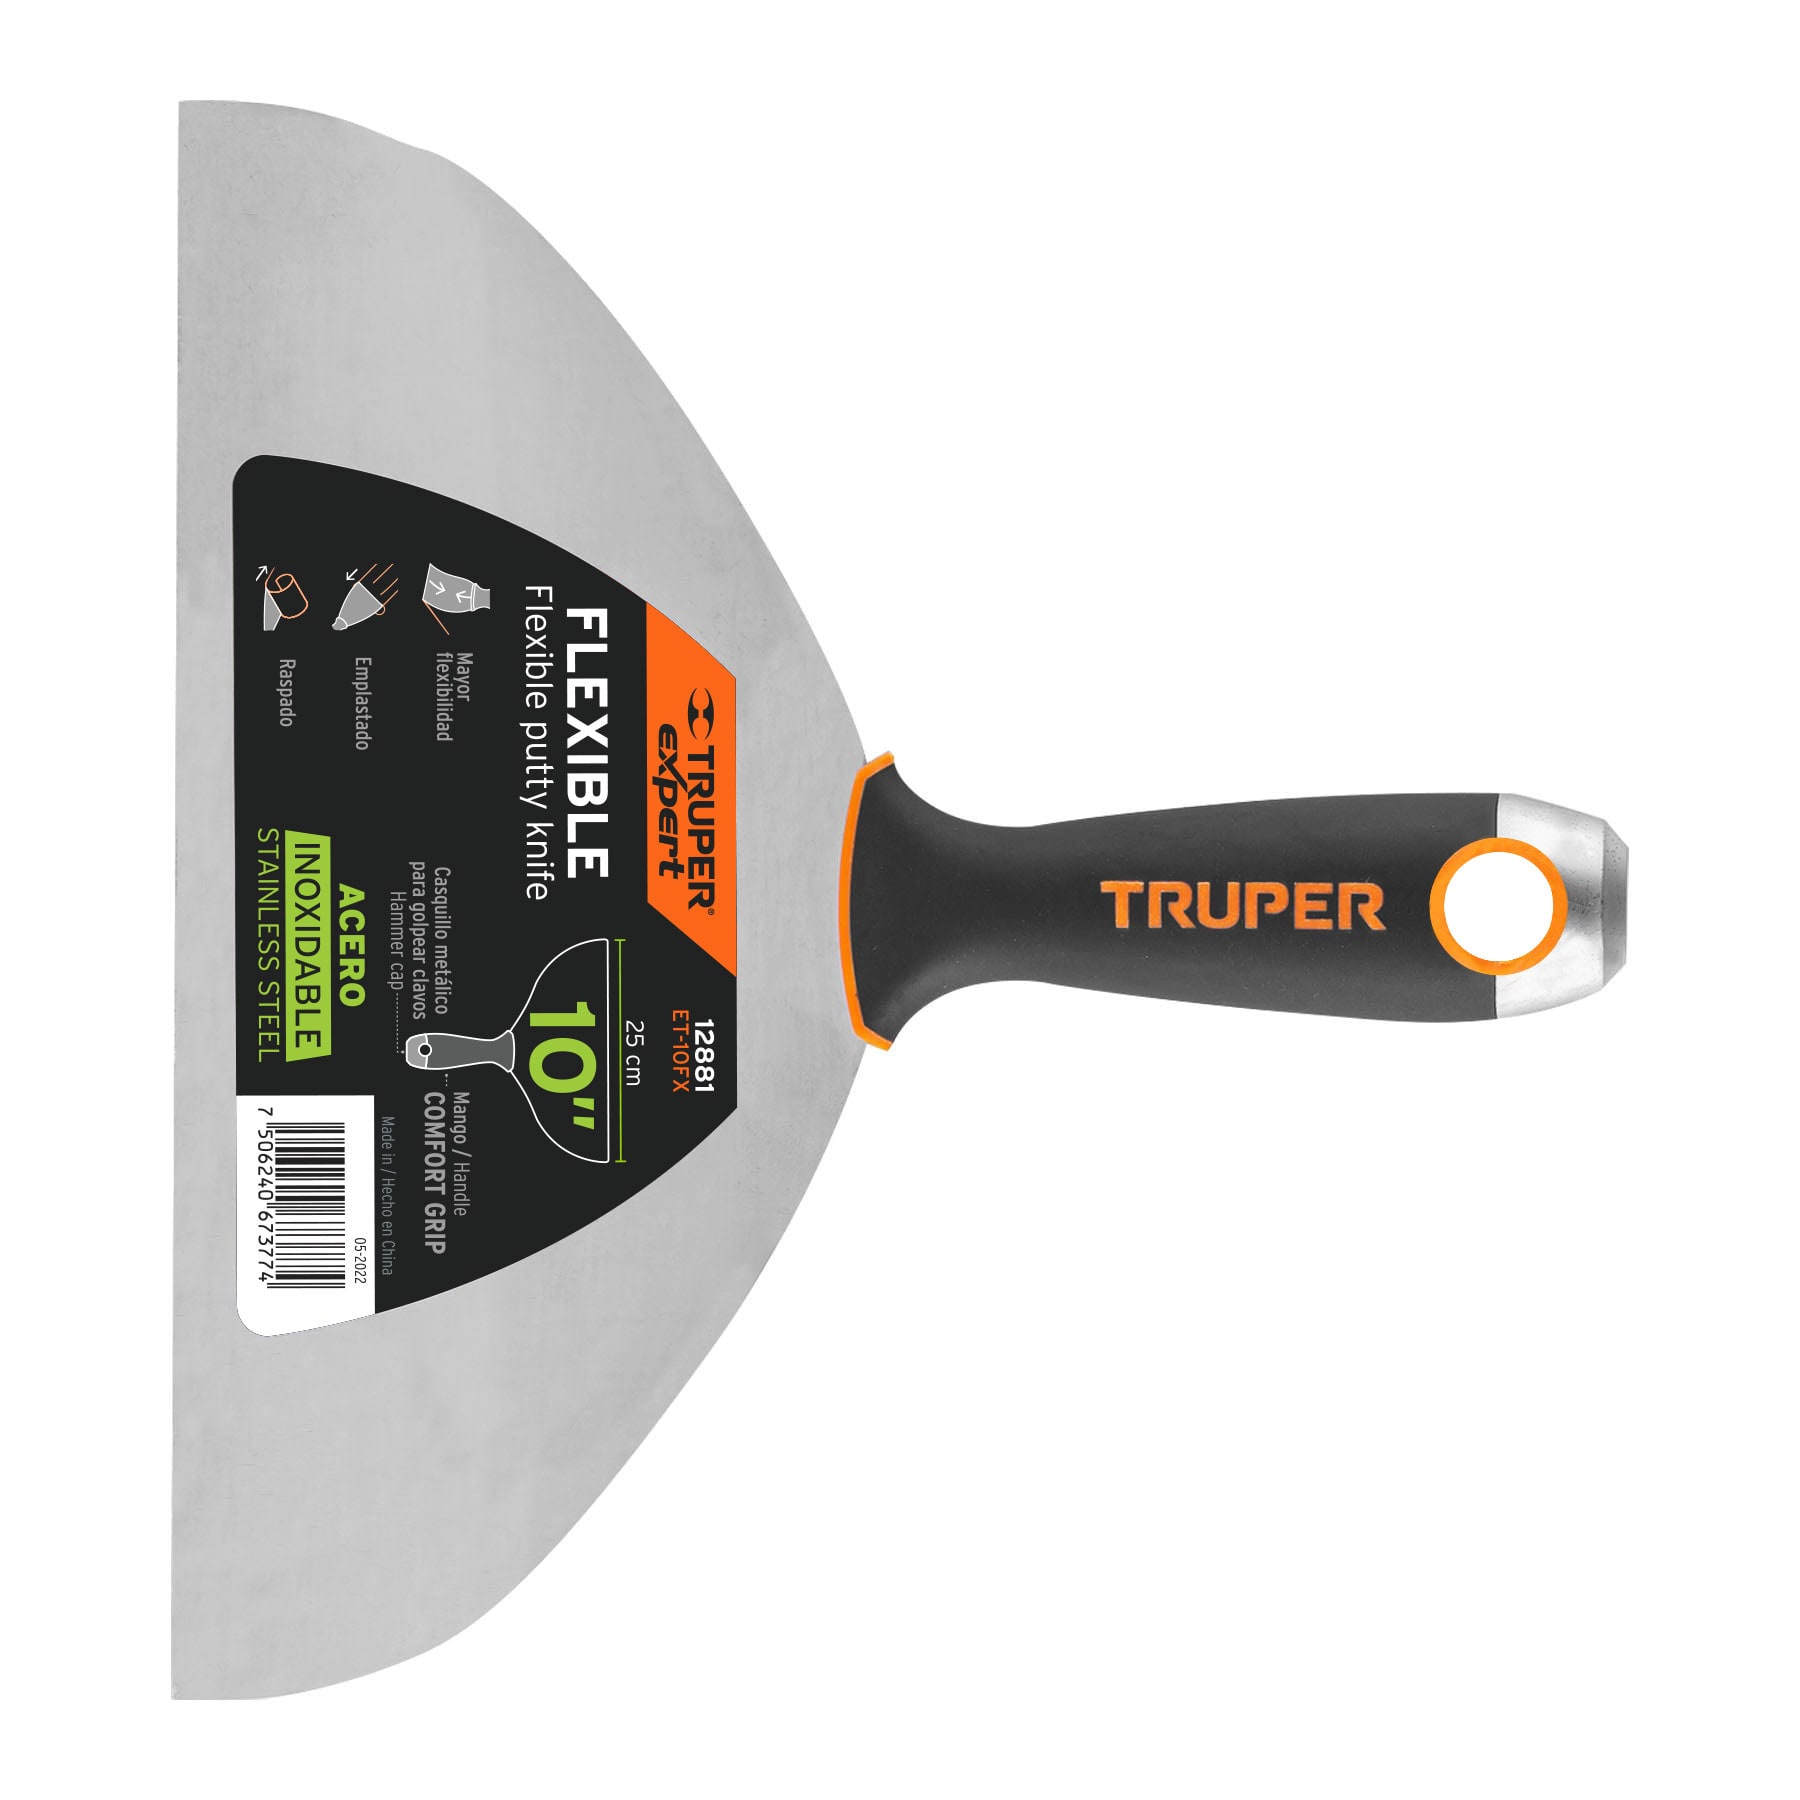 TRUPER®
expert
12881
ET-10FX
FLEXIBLE
Flexible putty knife
25 cm
10"
Mayor
flexibilidad
Emplastado
Raspado
Casquillo metálico
para golpear clavos
Hammer cap
Mango / Handle
COMFORT GRIP
ACERO
INOXIDABLE
STAINLESS STEEL
Made in / Hecho en China
05-2022
7 506240 673774
TRUPER